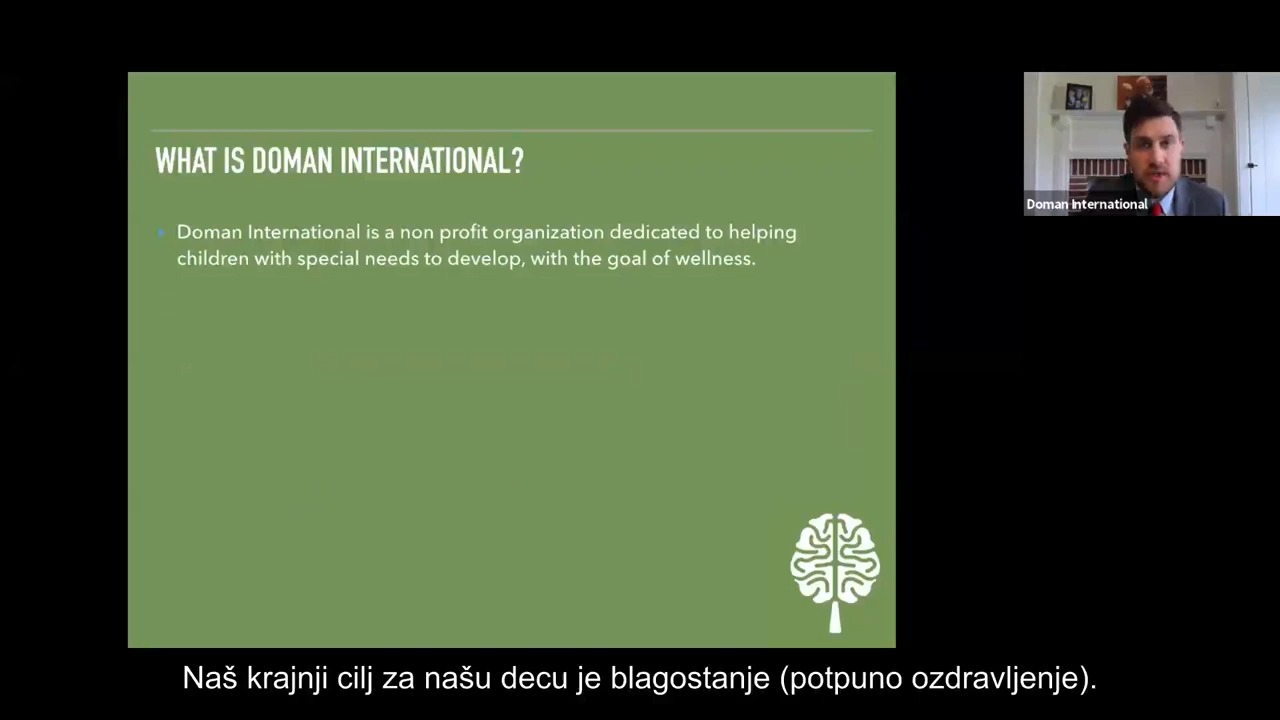 WHAT IS DOMAN INTERNATIONAL?
Doman International is a non profit organization dedicated to helping
children with special needs to develop, with the goal of wellness.
Doman International
Naš krajnji cilj za našu decu je blagostanje (potpuno ozdravljenje).